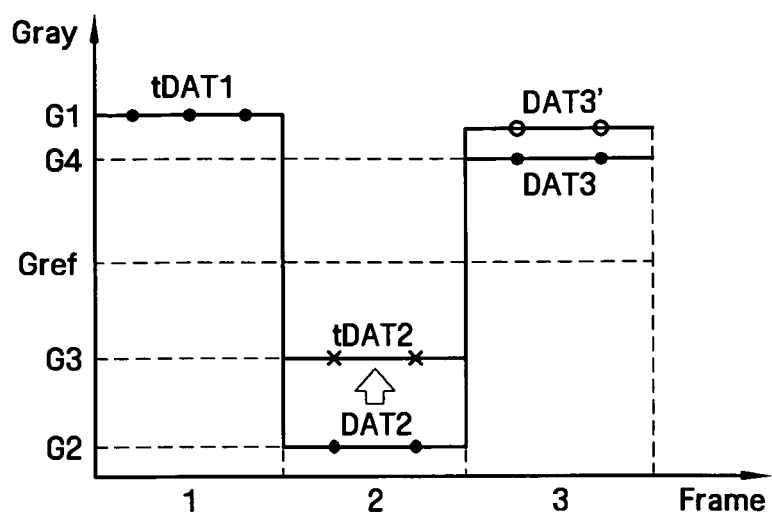 Gray
tDAT1
G1
DAT3'
G4
DAT3
Gref
tDAT2
G3
DAT2
G2
1 2 3 Frame